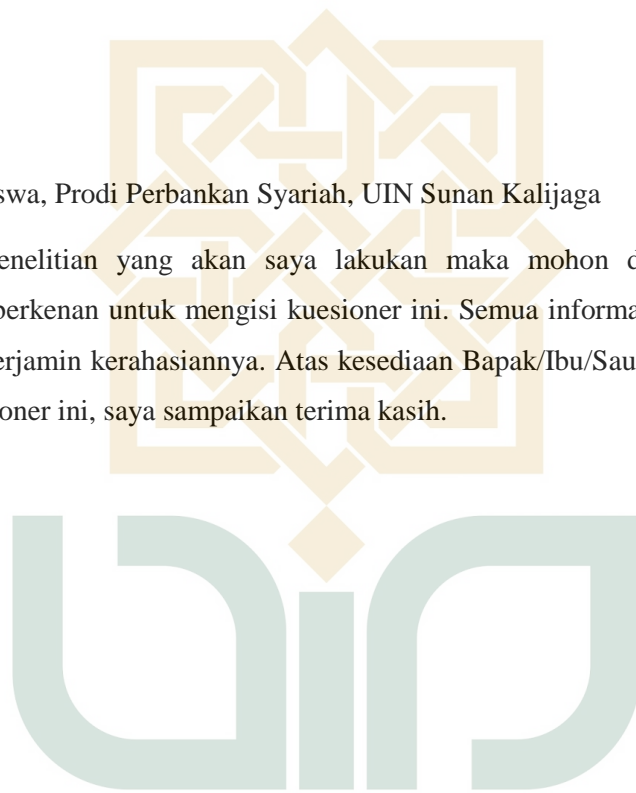 swa, Prodi Perbankan Syariah, UIN Sunan Kalijaga
enelitian yang akan saya lakukan maka mohon d
perkenan untuk mengisi kuesioner ini. Semua informa
erjamin kerahasiannya. Atas kesediaan Bapak/Ibu/Sau
oner ini, saya sampaikan terima kasih.